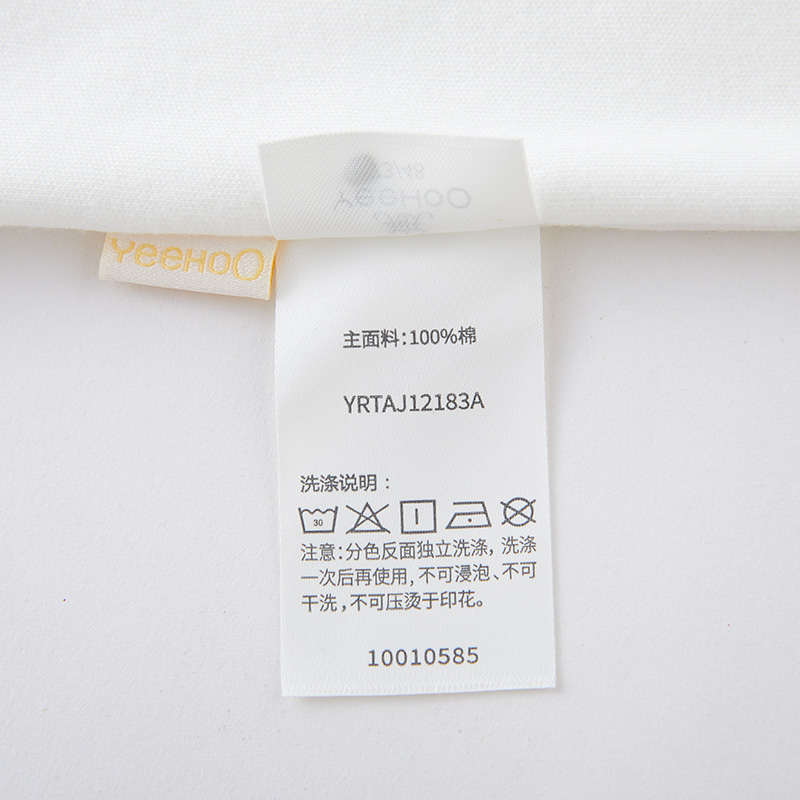 YeeHoO
YeeHoO
主面料：100%棉
YRTAJ12183A
洗涤说明：
30
注意：分色反面独立洗涤，洗涤
一次后再使用，不可浸泡、不可
干洗，不可压烫于印花。
10010585